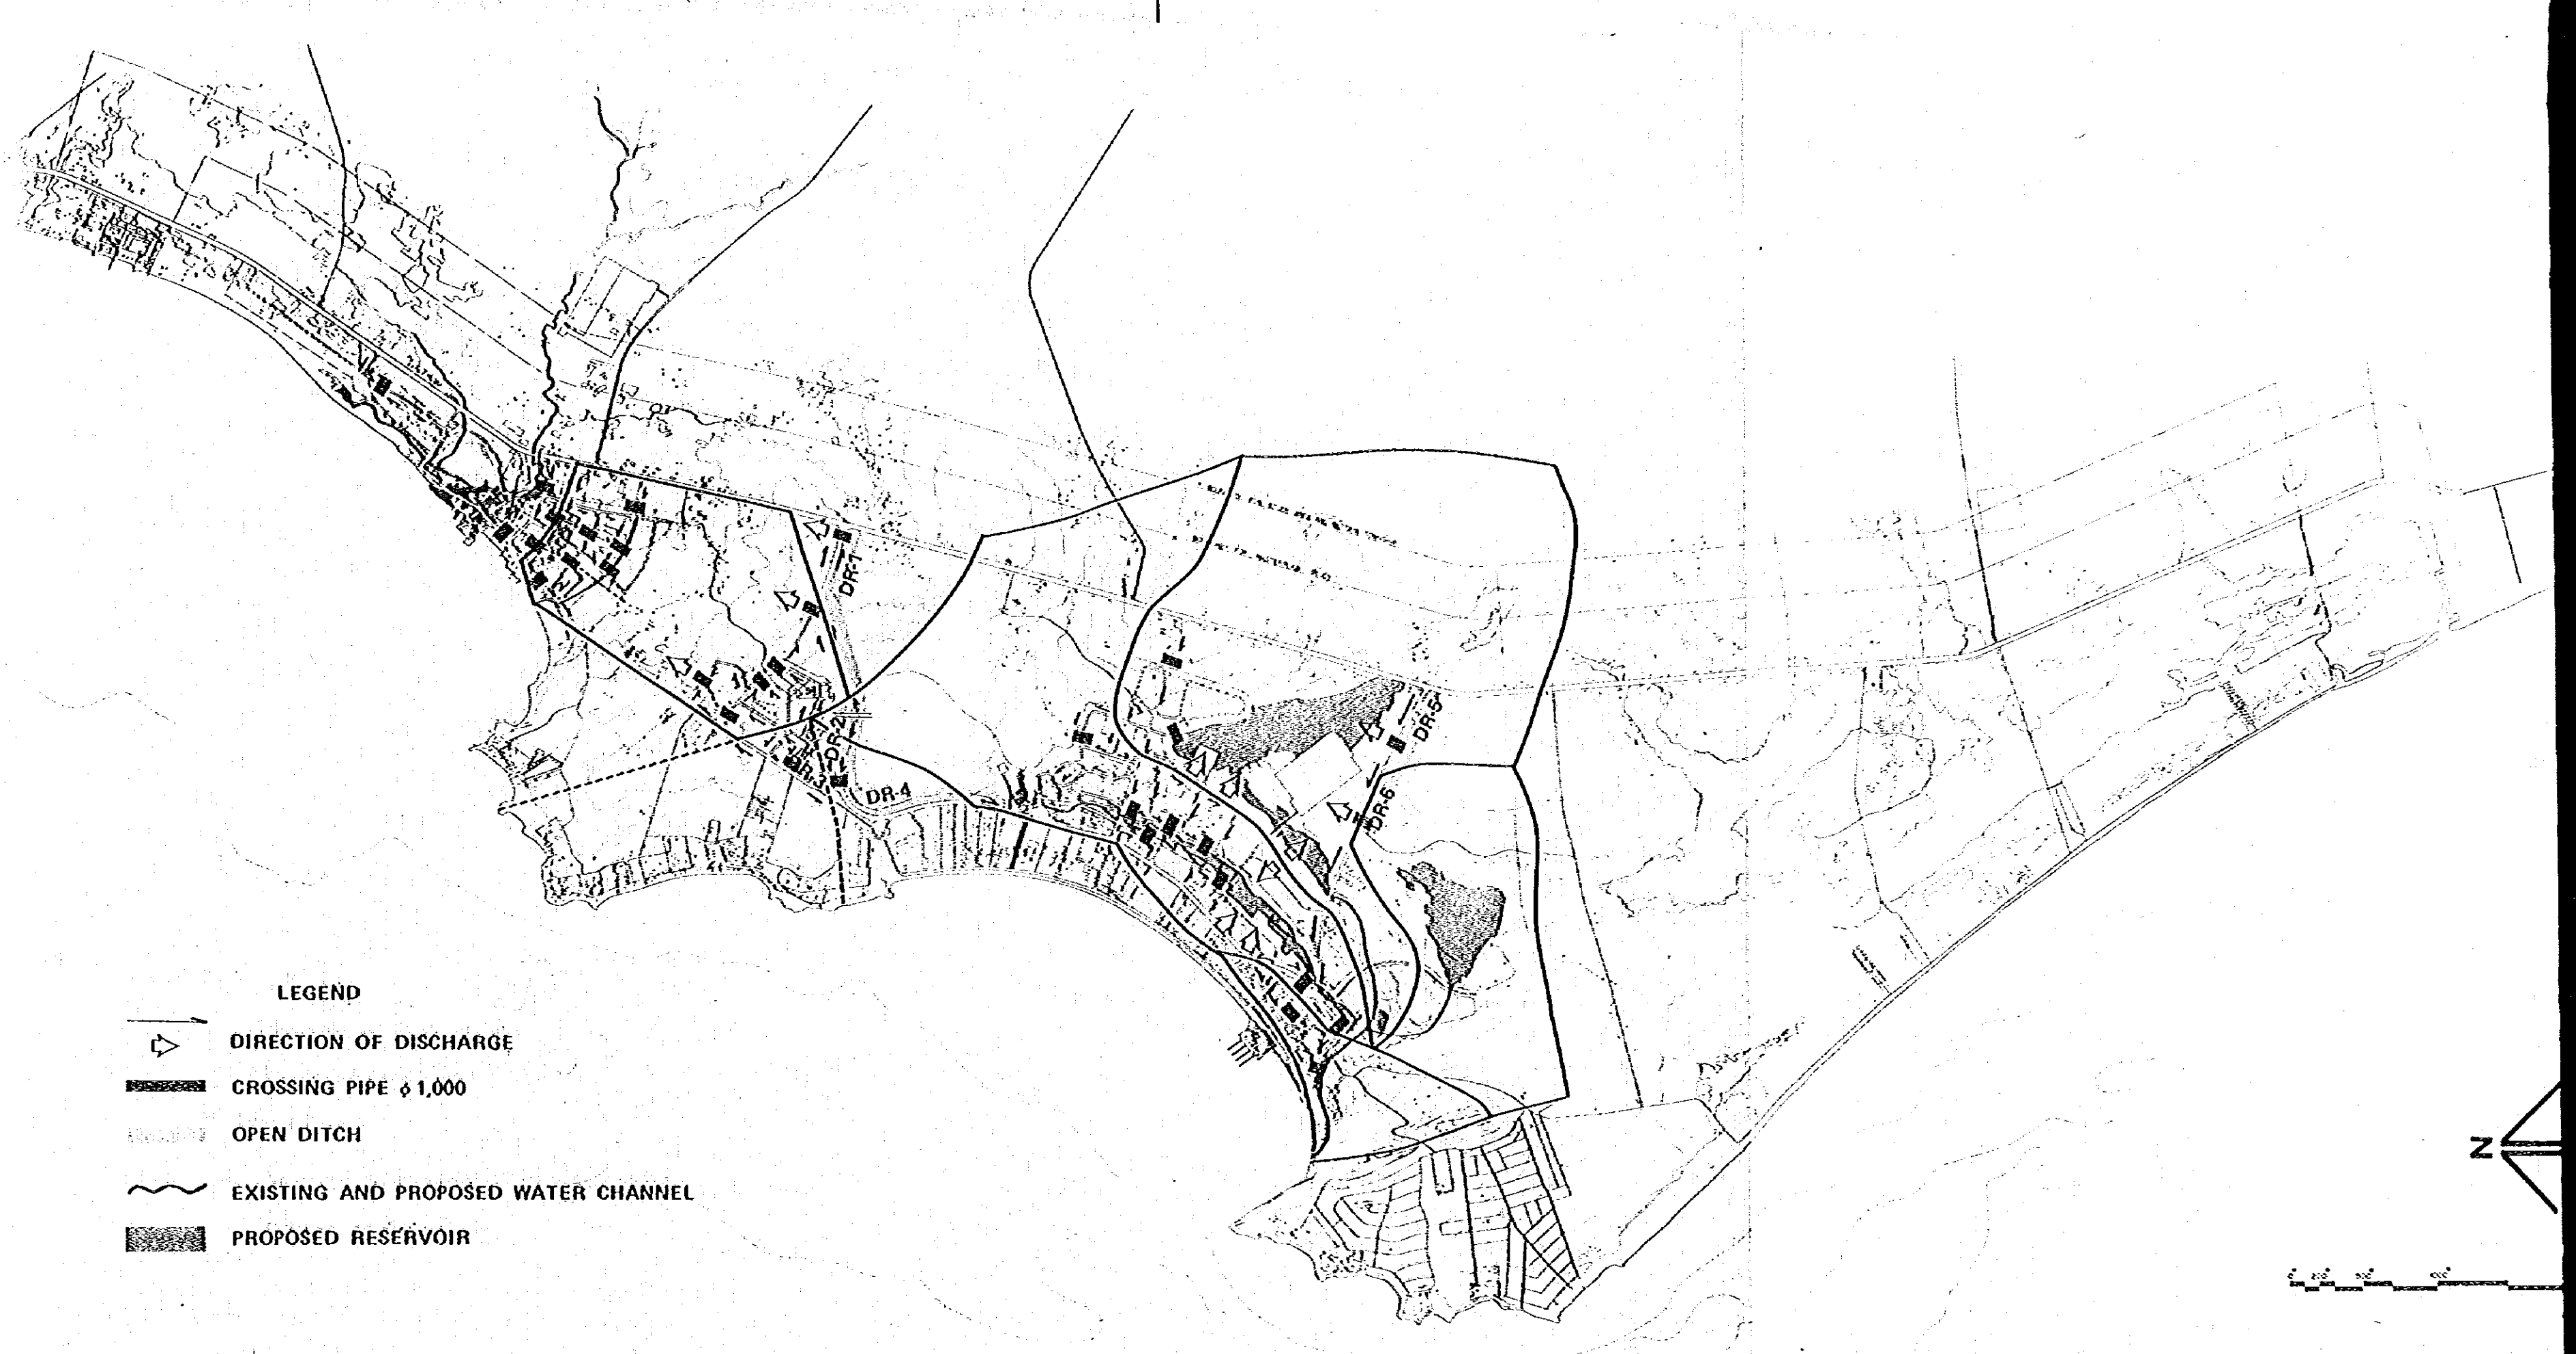 DR-1
DR-2
DR-3
DR-4
DR-5
DR-6
LEGEND
DIRECTION OF DISCHARGE
CROSSING PIPE φ 1,000
OPEN DITCH
EXISTING AND PROPOSED WATER CHANNEL
PROPOSED RESERVOIR
N